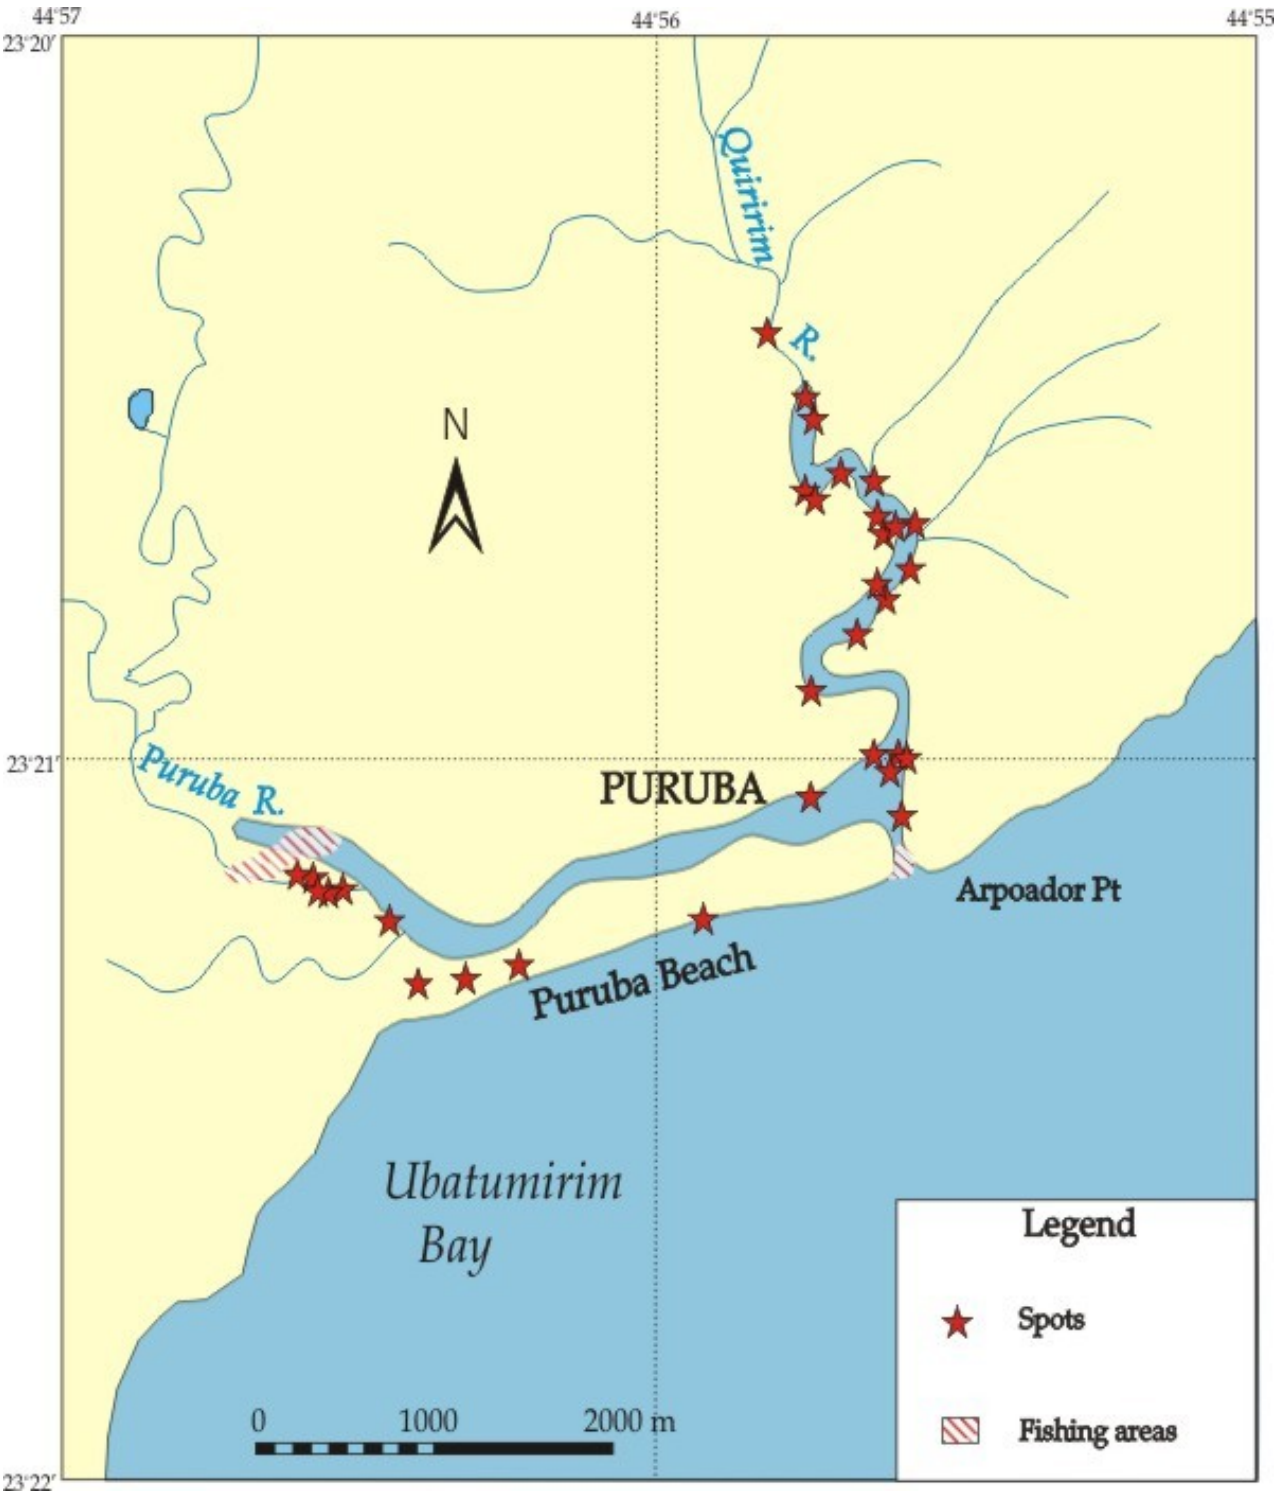 44°57
44°56
44°55
23°20′
Quiririm
R.
N
23°21′
Puruba R.
PURUBA
Arpoador Pt
Puruba Beach
Ubatumirim
Bay
Legend
Spots
Fishing areas
0 1000 2000 m
23°22′